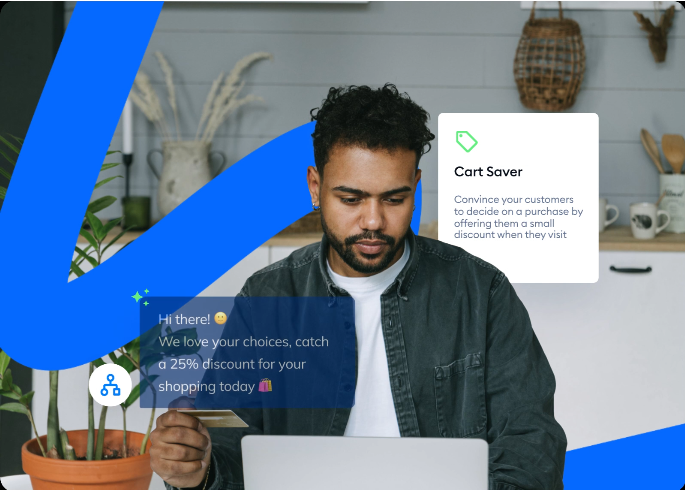 Cart Saver
Convince your customers
to decide on a purchase by
offering them a small
discount when they visit
Hi there! 😀
We love your choices, catch
a 25% discount for your
shopping today 🛍️